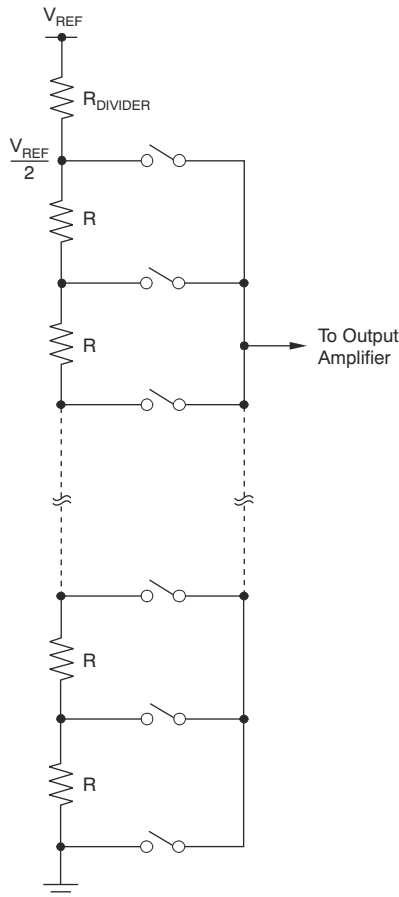 V_REF
R_DIVIDER
V_REF
2
R
R
To Output
Amplifier
R
R